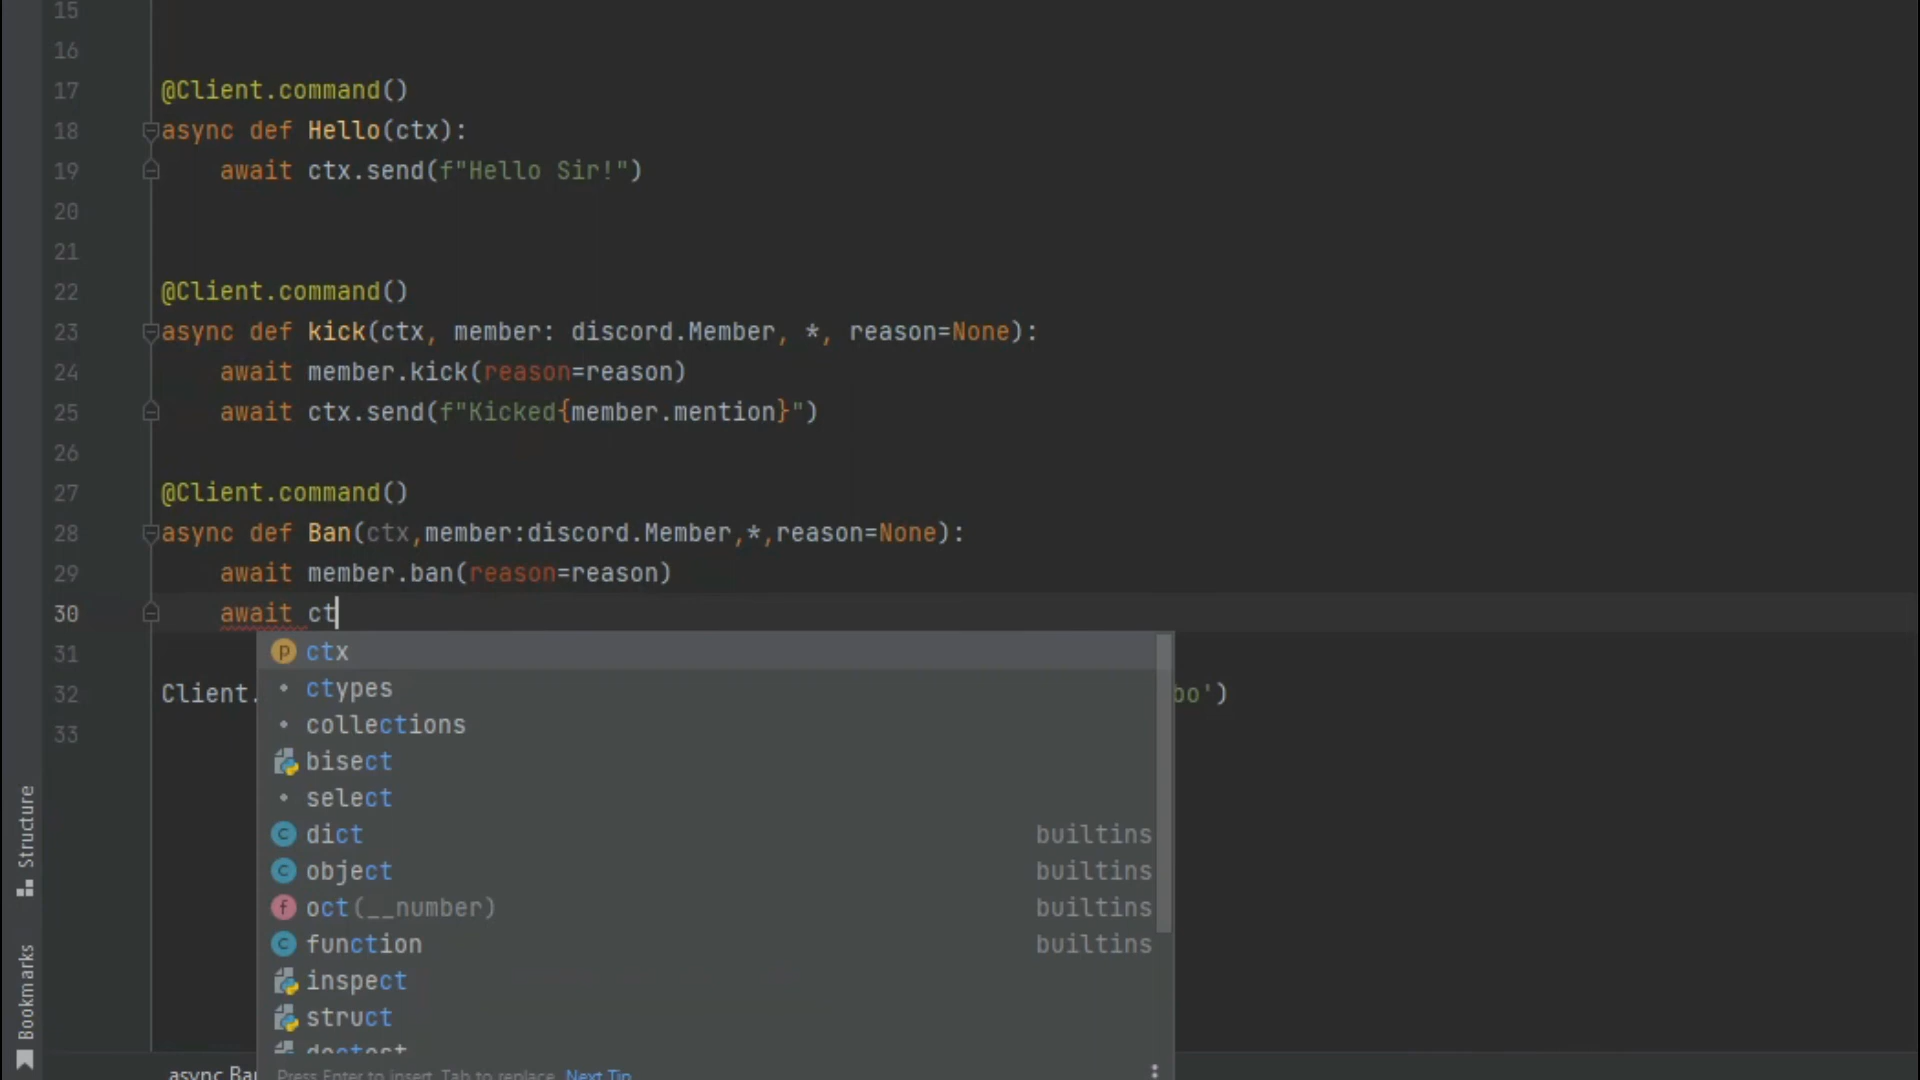 15
16
17 @Client.command()
18 async def Hello(ctx):
19 await ctx.send(f"Hello Sir!")
20
21
22 @Client.command()
23 async def kick(ctx, member: discord.Member, *, reason=None):
24 await member.kick(reason=reason)
25 await ctx.send(f"Kicked{member.mention}")
26
27 @Client.command()
28 async def Ban(ctx,member:discord.Member,*,reason=None):
29 await member.ban(reason=reason)
30 await ct
31
p ctx
ctypes
32 Client. bo')
collections
33
bisect
select
c dict builtins
c object builtins
f oct(__number) builtins
c function builtins
inspect
struct
doctest
async Ba
Press Enter to insert, Tab to replace Next Tip
Structure
Bookmarks